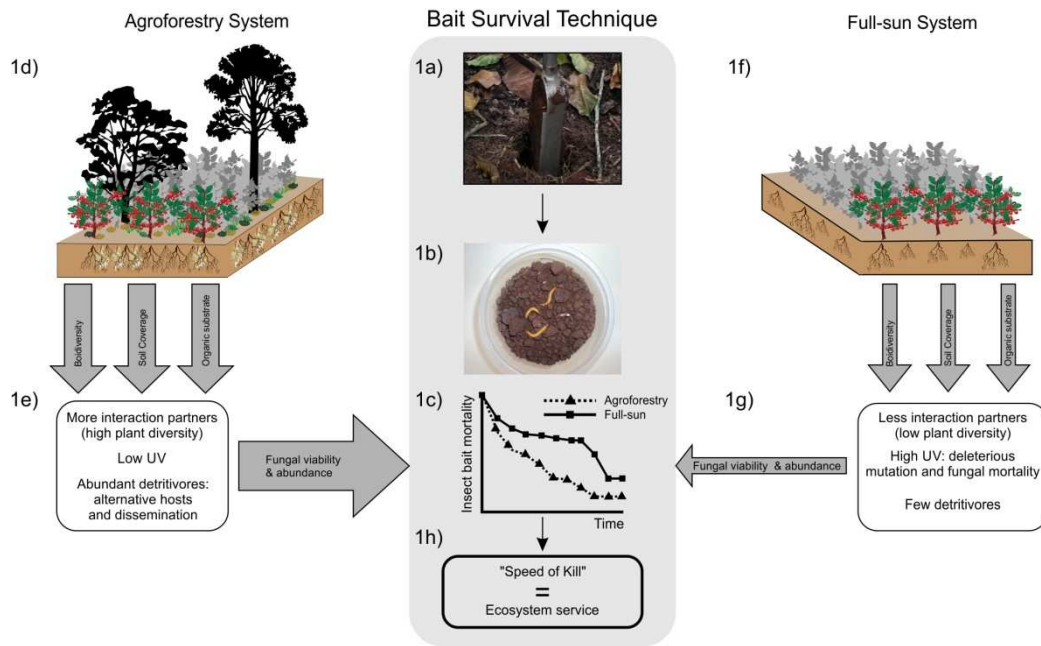 Agroforestry System
Bait Survival Technique
Full-sun System
1d)
1a)
1f)
1b)
Boidiversity
Soil Coverage
Organic substrate
Boidiversity
Soil Coverage
Organic substrate
1e)
More interaction partners
(high plant diversity)
Low UV
Abundant detritivores:
alternative hosts
and dissemination
Fungal viability
& abundance
1c)
Agroforestry
Full-sun
Insect bait mortality
Time
1g)
Less interaction partners
(low plant diversity)
High UV: deleterious
mutation and fungal mortality
Few detritivores
Fungal viability & abundance
1h)
"Speed of Kill"
=
Ecosystem service